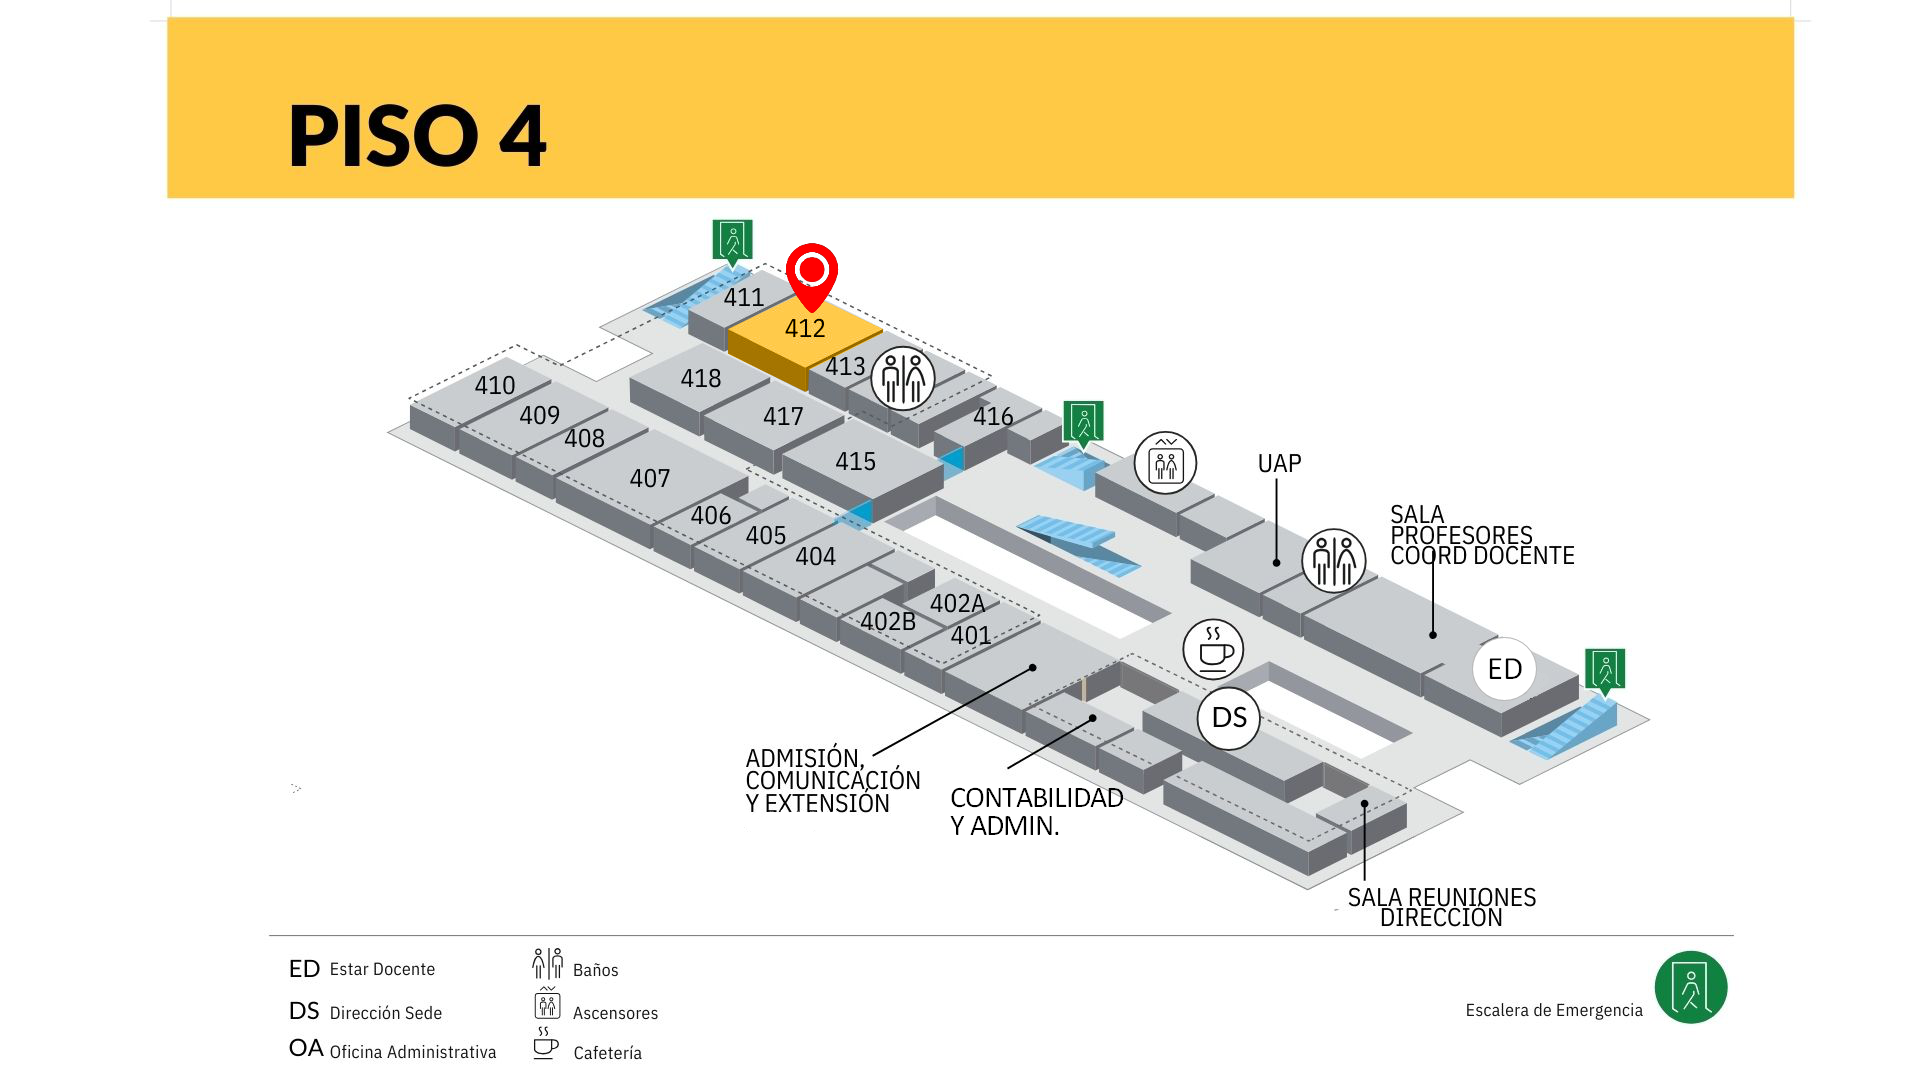 PISO 4
411
412
413
410
418
409
417
416
408
415
407
UAP
406
SALA
PROFESORES
COORD DOCENTE
405
404
402A
402B
401
ED
DS
ADMISIÓN,
COMUNICACIÓN
Y EXTENSIÓN
CONTABILIDAD
Y ADMIN.
SALA REUNIONES
DIRECCIÓN
ED Estar Docente
DS Dirección Sede
OA Oficina Administrativa
Baños
Ascensores
Cafetería
Escalera de Emergencia